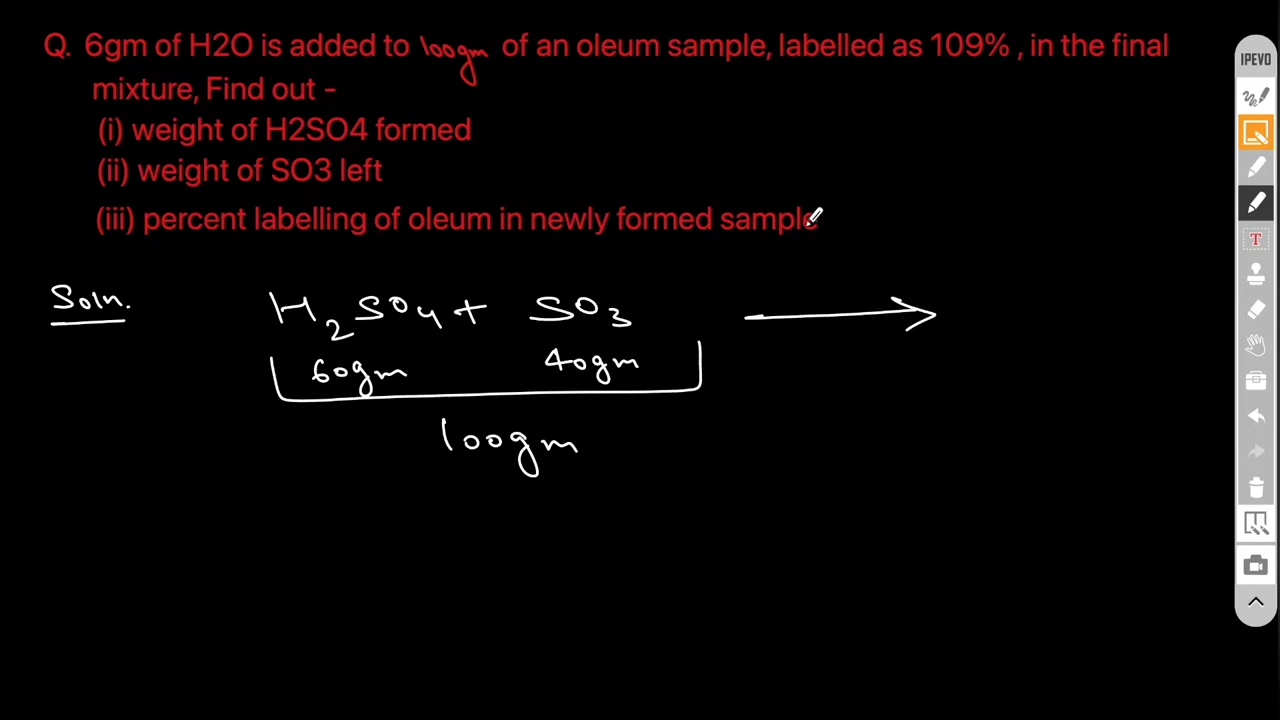 Q. 6gm of H2O is added to 100gm of an oleum sample, labelled as 109% , in the final
mixture, Find out -
(i) weight of H2SO4 formed
(ii) weight of SO3 left
(iii) percent labelling of oleum in newly formed sample
Soln. H2SO4 + SO3 ⟶
60gm 40gm
100gm
IPEVO
T